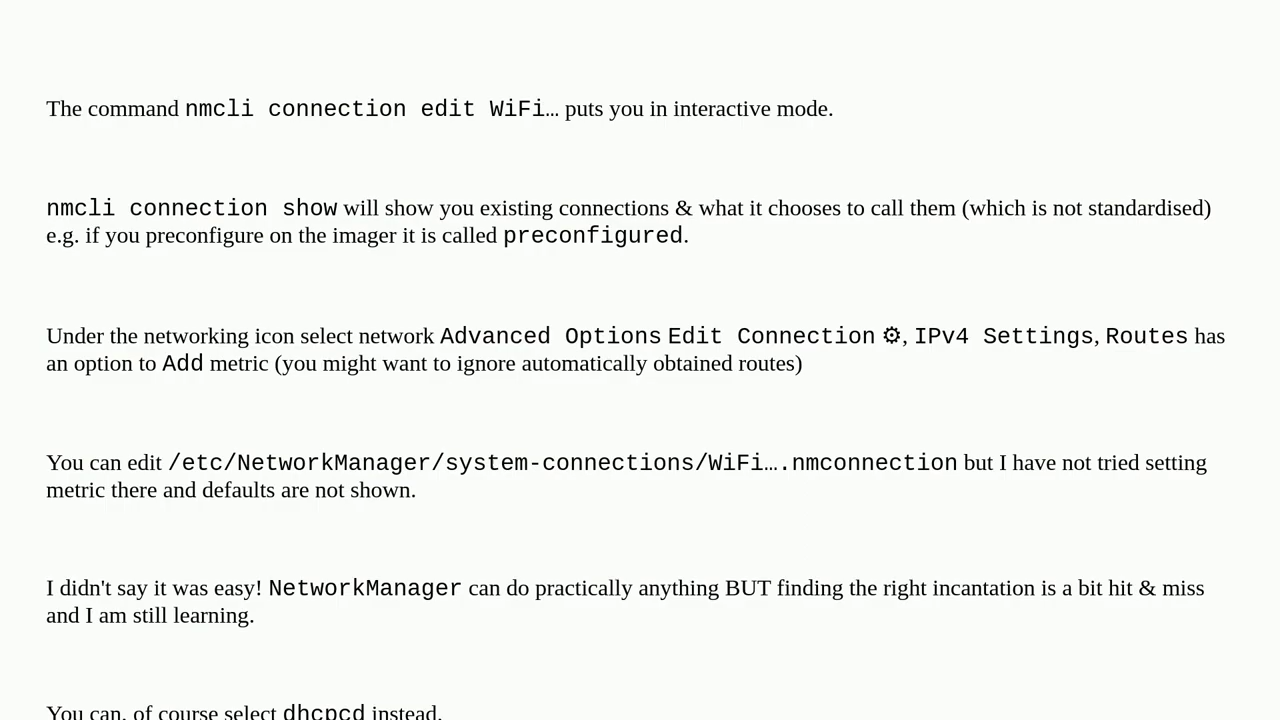 The command nmcli connection edit WiFi… puts you in interactive mode.
nmcli connection show will show you existing connections & what it chooses to call them (which is not standardised)
e.g. if you preconfigure on the imager it is called preconfigured.
Under the networking icon select network Advanced Options Edit Connection ⚙, IPv4 Settings, Routes has
an option to Add metric (you might want to ignore automatically obtained routes)
You can edit /etc/NetworkManager/system-connections/WiFi….nmconnection but I have not tried setting
metric there and defaults are not shown.
I didn't say it was easy! NetworkManager can do practically anything BUT finding the right incantation is a bit hit & miss
and I am still learning.
You can, of course select dhcpcd instead.